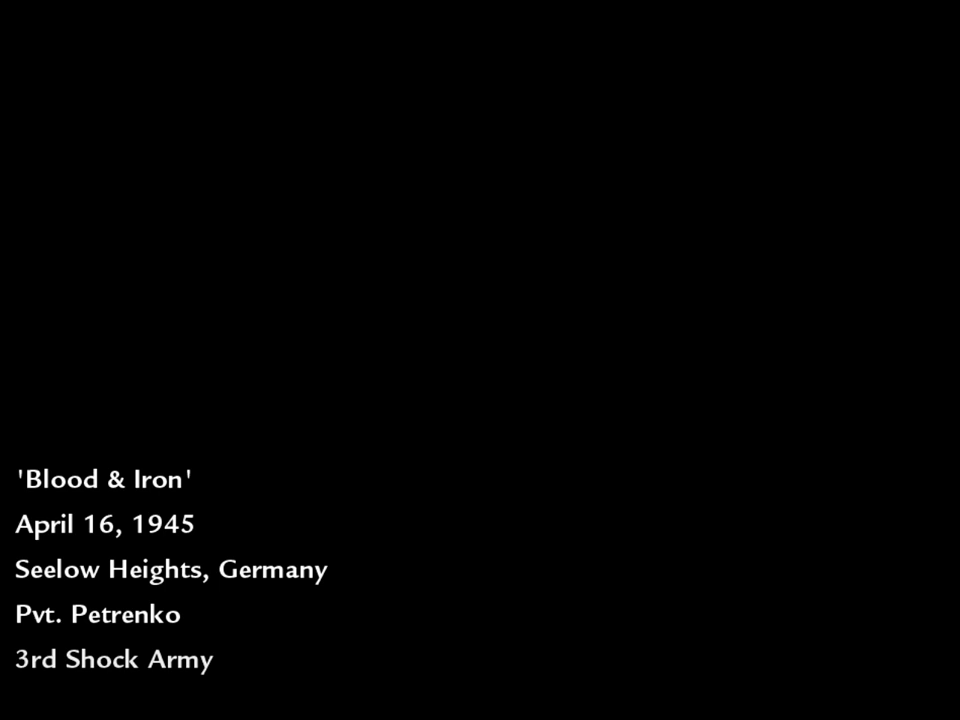 'Blood & Iron'
April 16, 1945
Seelow Heights, Germany
Pvt. Petrenko
3rd Shock Army